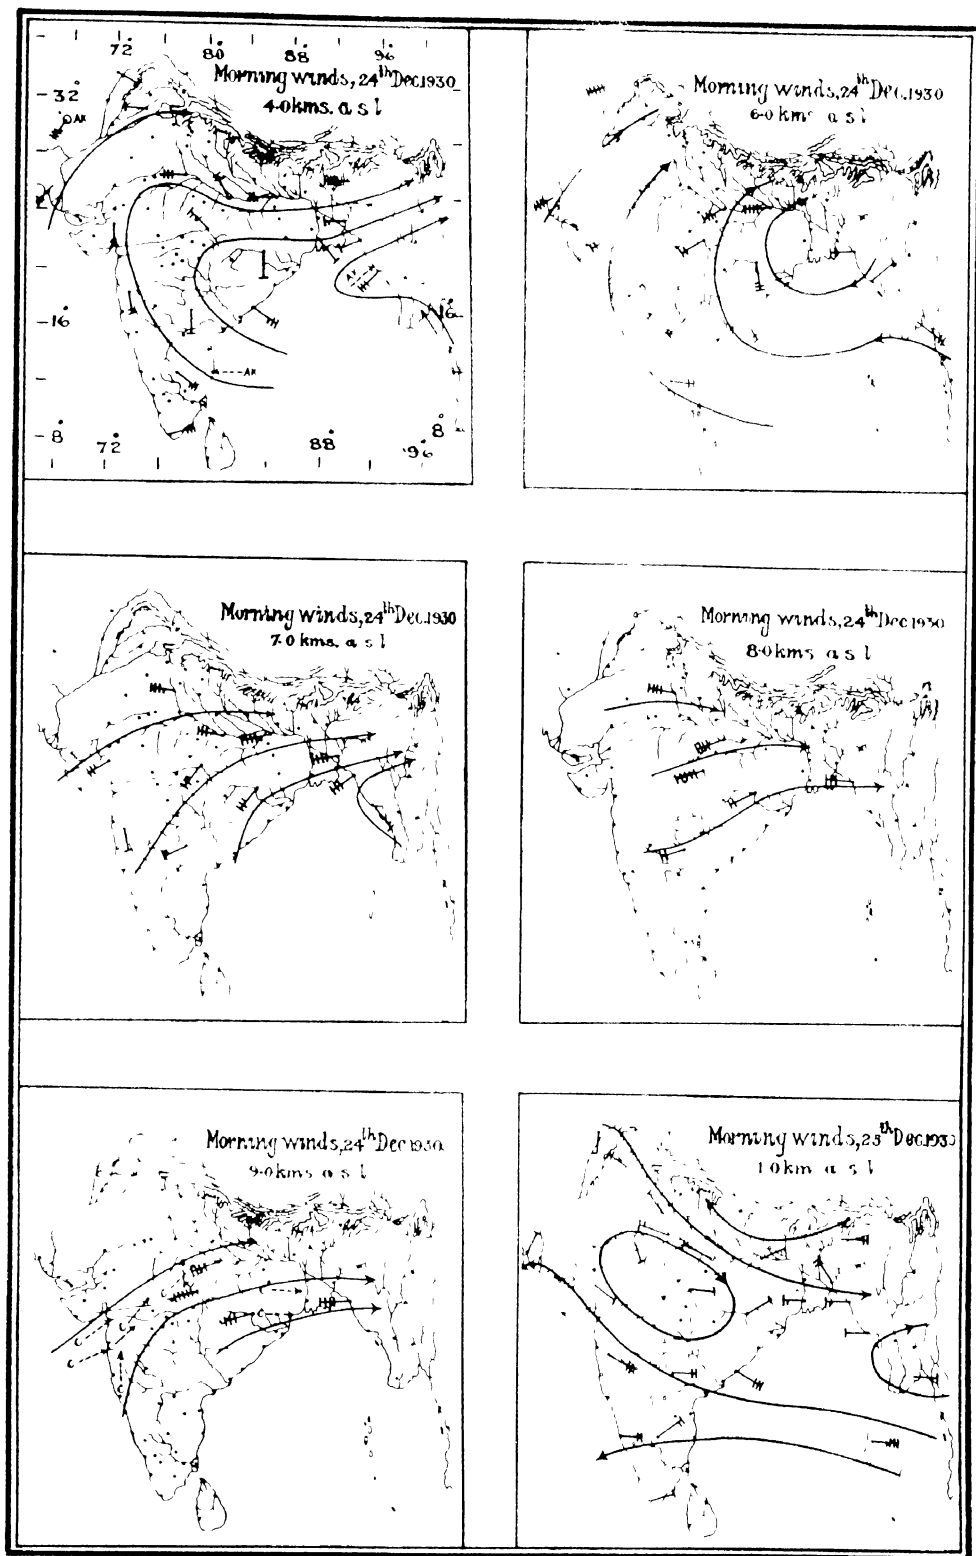 72° 80° 88° 96°
Morning winds, 24th Dec 1930
4.0 kms. a s l
32°
AK
AK
16°
16°
AK
8°
72°
88°
96°
8°
Morning winds, 24th Dec. 1930
6.0 kms a s l
Morning winds, 24th Dec. 1930
7.0 kms. a s l
Morning winds, 24th Dec 1930
8.0 kms a s l
Morning winds, 24th Dec 1930.
9.0 kms a s l
C
C
C
C
C
C
Morning winds, 25th Dec. 1930
1.0 km a s l